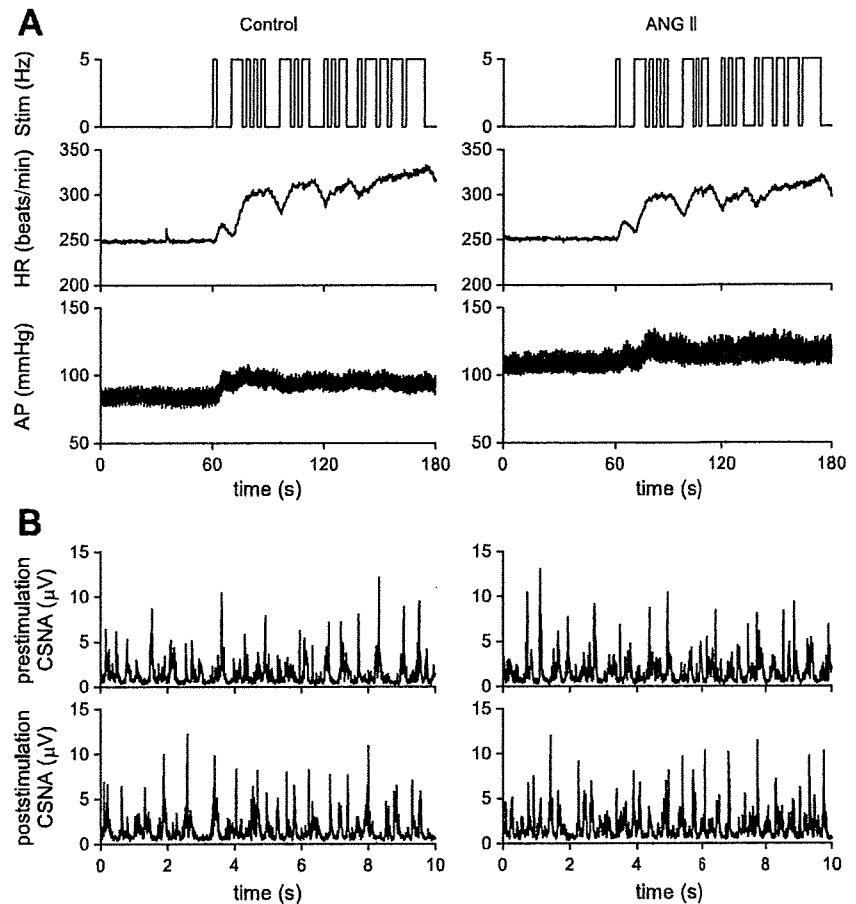 A
Control
ANG II
Stim (Hz)
5
0
5
0
HR (beats/min)
350
300
250
200
350
300
250
200
AP (mmHg)
150
100
50
150
100
50
0 60 120 180
0 60 120 180
time (s)
time (s)
B
prestimulation
CSNA (μV)
15
10
5
0
15
10
5
0
poststimulation
CSNA (μV)
15
10
5
0
15
10
5
0
0 2 4 6 8 10
0 2 4 6 8 10
time (s)
time (s)